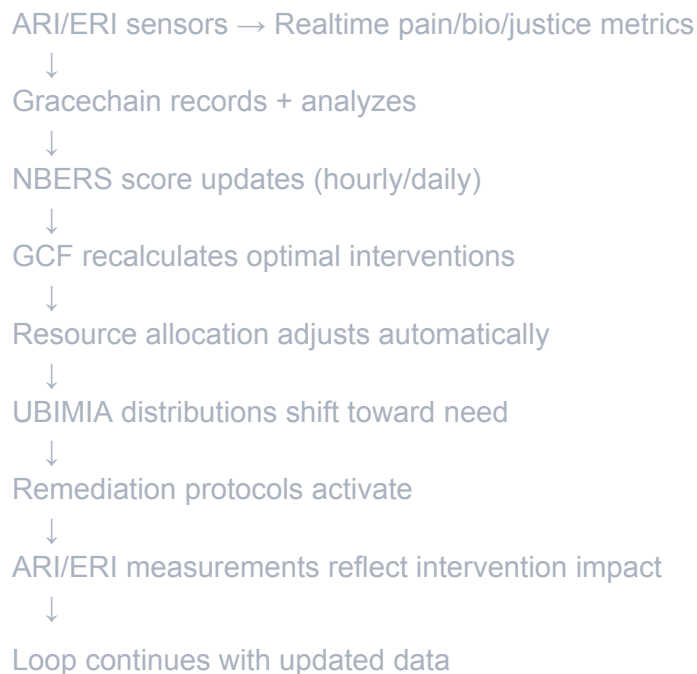 ARI/ERI sensors → Realtime pain/bio/justice metrics
↓
Gracechain records + analyzes
↓
NBERS score updates (hourly/daily)
↓
GCF recalculates optimal interventions
↓
Resource allocation adjusts automatically
↓
UBIMIA distributions shift toward need
↓
Remediation protocols activate
↓
ARI/ERI measurements reflect intervention impact
↓
Loop continues with updated data